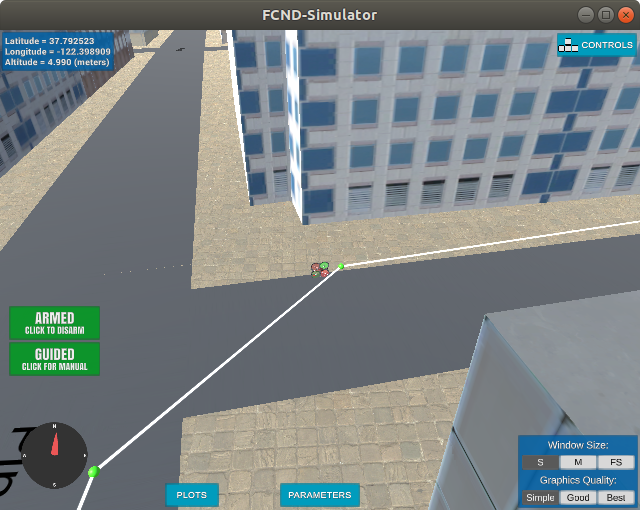 FCND-Simulator
Latitude = 37.792523
Longitude = -122.398909
Altitude = 4.990 (meters)
CONTROLS
ARMED
CLICK TO DISARM
GUIDED
CLICK FOR MANUAL
N
S
PLOTS
PARAMETERS
Window Size:
S M FS
Graphics Quality:
Simple Good Best